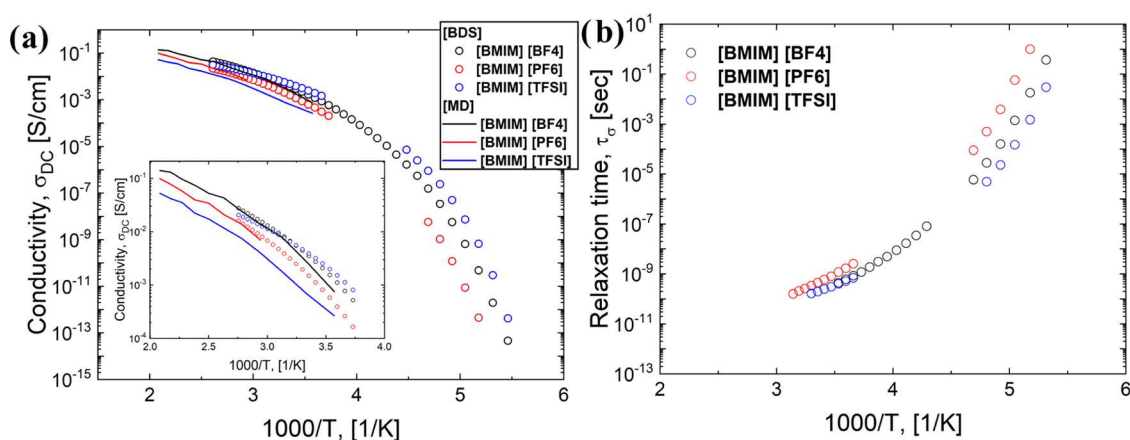 (a)
Conductivity, σDC [S/cm]
10-1
10-3
10-5
10-7
10-9
10-11
10-13
10-15
2 3 4 5 6
1000/T, [1/K]
[BDS]
[BMIM] [BF4]
[BMIM] [PF6]
[BMIM] [TFSI]
[MD]
[BMIM] [BF4]
[BMIM] [PF6]
[BMIM] [TFSI]
Conductivity, σDC [S/cm]
10-1
10-2
10-3
10-4
2.0 2.5 3.0 3.5 4.0
1000/T, [1/K]
(b)
Relaxation time, τσ [sec]
101
10-1
10-3
10-5
10-7
10-9
10-11
10-13
2 3 4 5 6
1000/T, [1/K]
[BMIM] [BF4]
[BMIM] [PF6]
[BMIM] [TFSI]